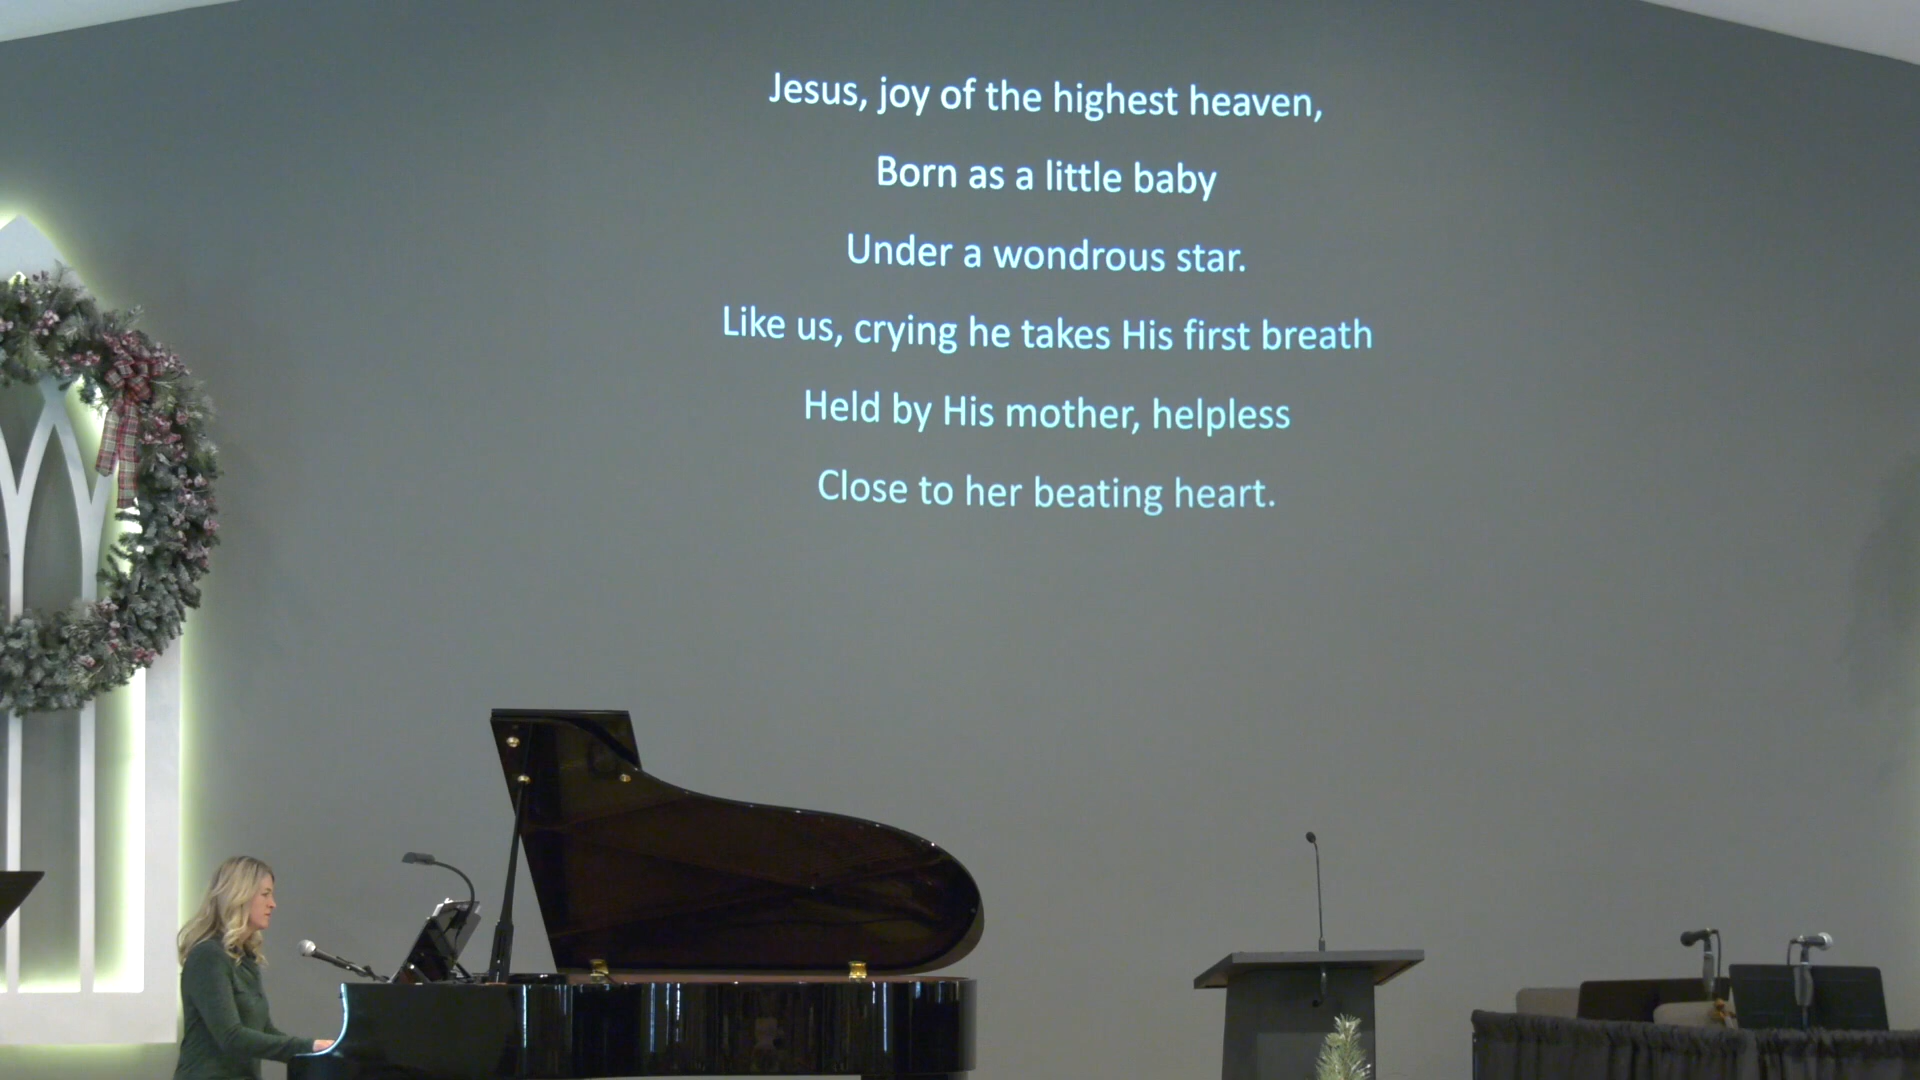 Jesus, joy of the highest heaven,
Born as a little baby
Under a wondrous star.
Like us, crying he takes His first breath
Held by His mother, helpless
Close to her beating heart.